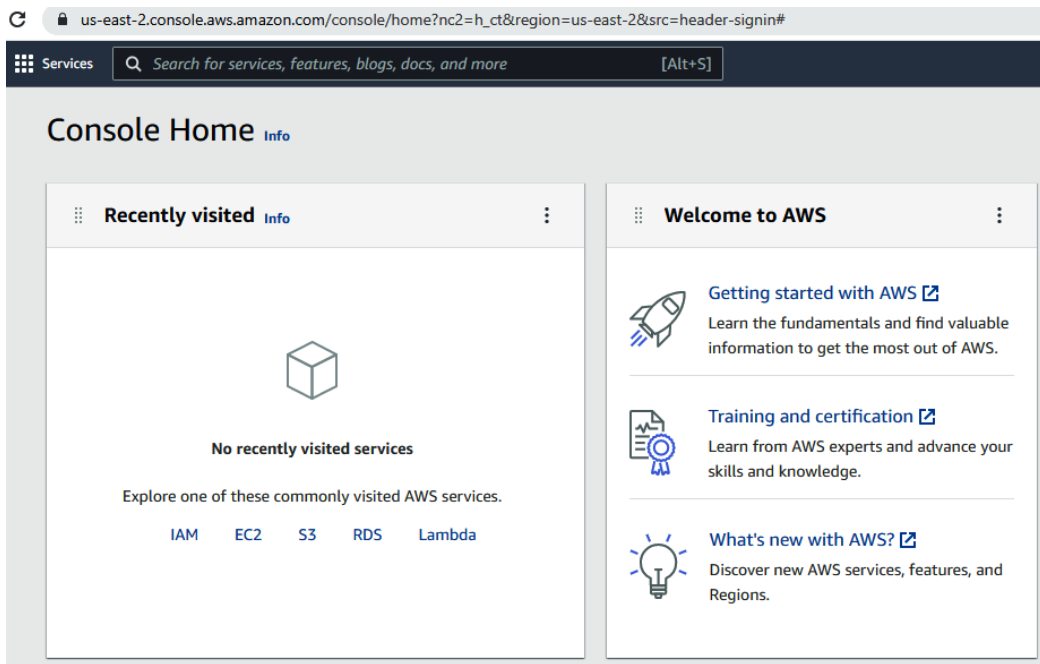 us-east-2.console.aws.amazon.com/console/home?nc2=h_ct&region=us-east-2&src=header-signin#
Services
Search for services, features, blogs, docs, and more [Alt+S]
Console Home Info
Recently visited Info
No recently visited services
Explore one of these commonly visited AWS services.
IAM EC2 S3 RDS Lambda
Welcome to AWS
Getting started with AWS
Learn the fundamentals and find valuable
information to get the most out of AWS.
Training and certification
Learn from AWS experts and advance your
skills and knowledge.
What's new with AWS?
Discover new AWS services, features, and
Regions.